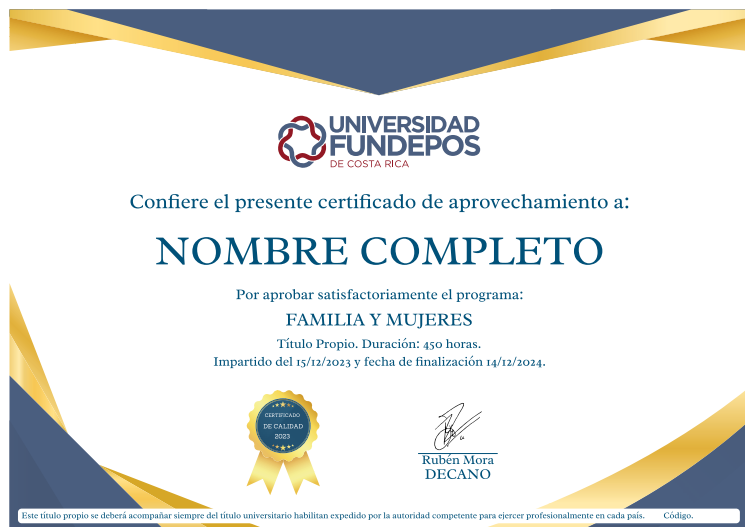 UNIVERSIDAD
FUNDEPOS
DE COSTA RICA
Confiere el presente certificado de aprovechamiento a:
NOMBRE COMPLETO
Por aprobar satisfactoriamente el programa:
FAMILIA Y MUJERES
Título Propio. Duración: 450 horas.
Impartido del 15/12/2023 y fecha de finalización 14/12/2024.
CERTIFICADO
DE CALIDAD
2023
Rubén Mora
DECANO
Este título propio se deberá acompañar siempre del título universitario habilitan expedido por la autoridad competente para ejercer profesionalmente en cada país. Código.